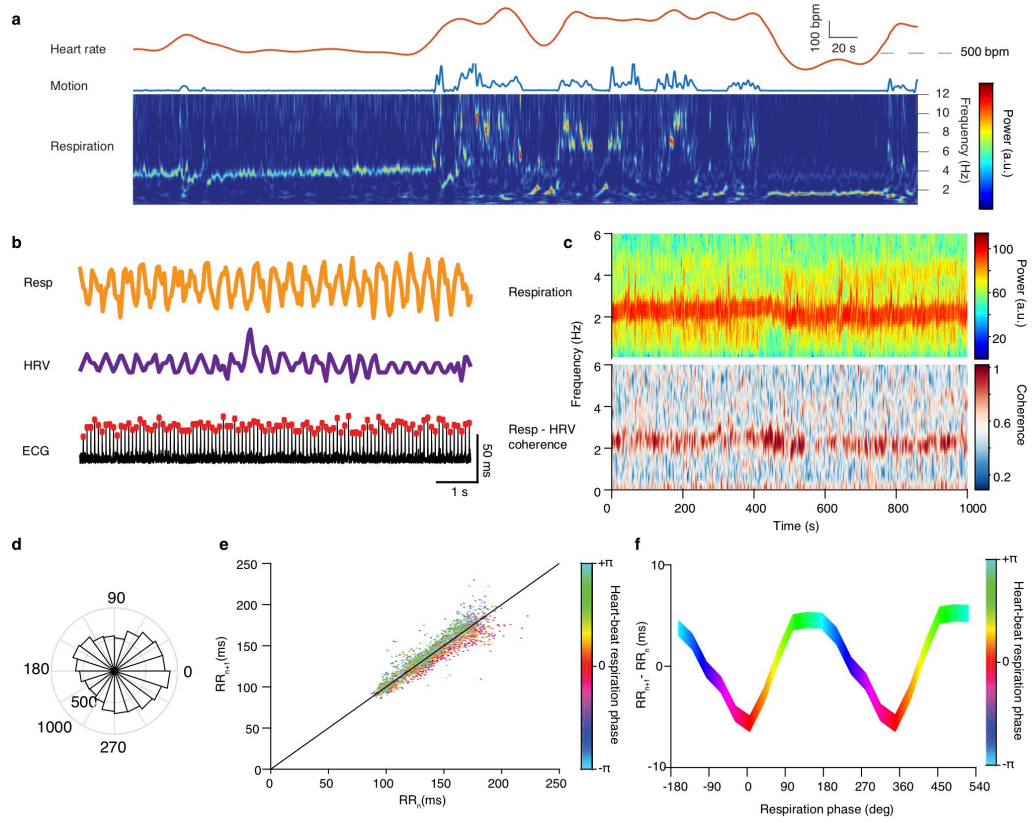 a
Heart rate
100 bpm
20 s
500 bpm
Motion
Respiration
12
10
8
6
4
2
Frequency (Hz)
Power (a.u.)
b
Resp
HRV
ECG
50 ms
1 s
c
Respiration
6
4
2
100
80
60
40
20
Power (a.u.)
Frequency (Hz)
Resp - HRV
coherence
6
4
2
0
1
0.6
0.2
Coherence
0 200 400 600 800 1000
Time (s)
d
90
180
0
500
1000
270
e
250
200
150
100
50
0
RRn+1(ms)
0 50 100 150 200 250
RRn(ms)
+π
0
-π
Heart-beat respiration phase
f
10
0
-10
RRn+1- RRn(ms)
-180 -90 0 90 180 270 360 450 540
Respiration phase (deg)
+π
0
-π
Heart-beat respiration phase